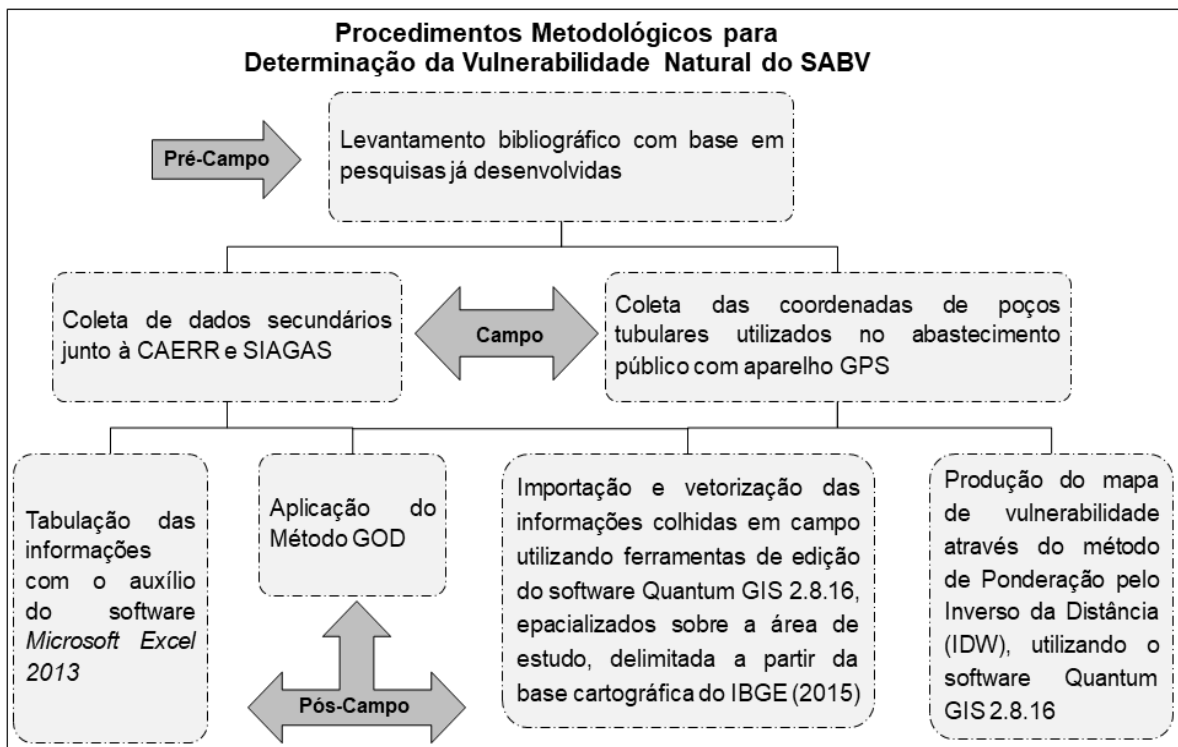 Procedimentos Metodológicos para
Determinação da Vulnerabilidade Natural do SABV
Pré-Campo
Levantamento bibliográfico com base em
pesquisas já desenvolvidas
Coleta de dados secundários
junto à CAERR e SIAGAS
Campo
Coleta das coordenadas de poços
tubulares utilizados no abastecimento
público com aparelho GPS
Tabulação das
informações
com o auxílio
do software
Microsoft Excel
2013
Aplicação do
Método GOD
Pós-Campo
Importação e vetorização das
informações colhidas em campo
utilizando ferramentas de edição
do software Quantum GIS 2.8.16,
epacializados sobre a área de
estudo, delimitada a partir da
base cartográfica do IBGE (2015)
Produção do mapa
de vulnerabilidade
através do método
de Ponderação pelo
Inverso da Distância
(IDW), utilizando o
software Quantum
GIS 2.8.16